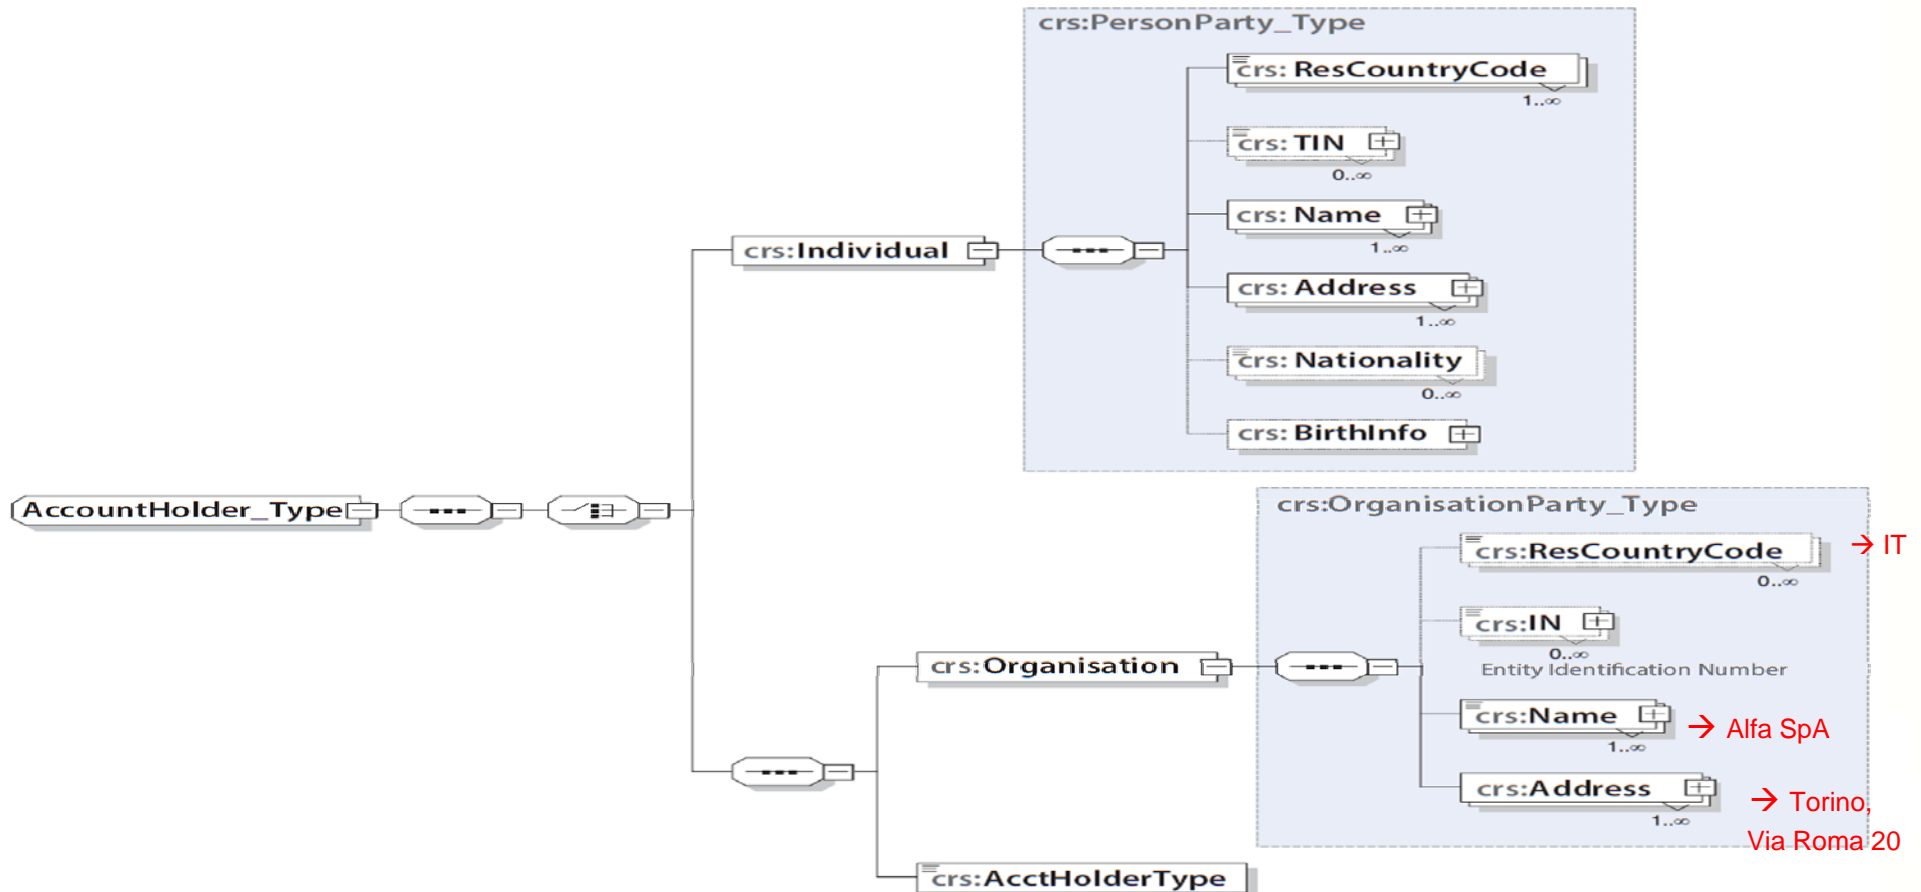 crs:PersonParty_Type
crs: ResCountryCode
1..∞
crs: TIN
0..∞
crs: Name
1..∞
crs:Individual
crs: Address
1..∞
crs: Nationality
0..∞
crs: BirthInfo
AccountHolder_Type
crs:OrganisationParty_Type
crs:ResCountryCode
→ IT
0..∞
crs:IN
0..∞
Entity Identification Number
crs:Organisation
crs:Name
→ Alfa SpA
1..∞
crs:Address
→ Torino,
1..∞
Via Roma 20
crs:AcctHolderType